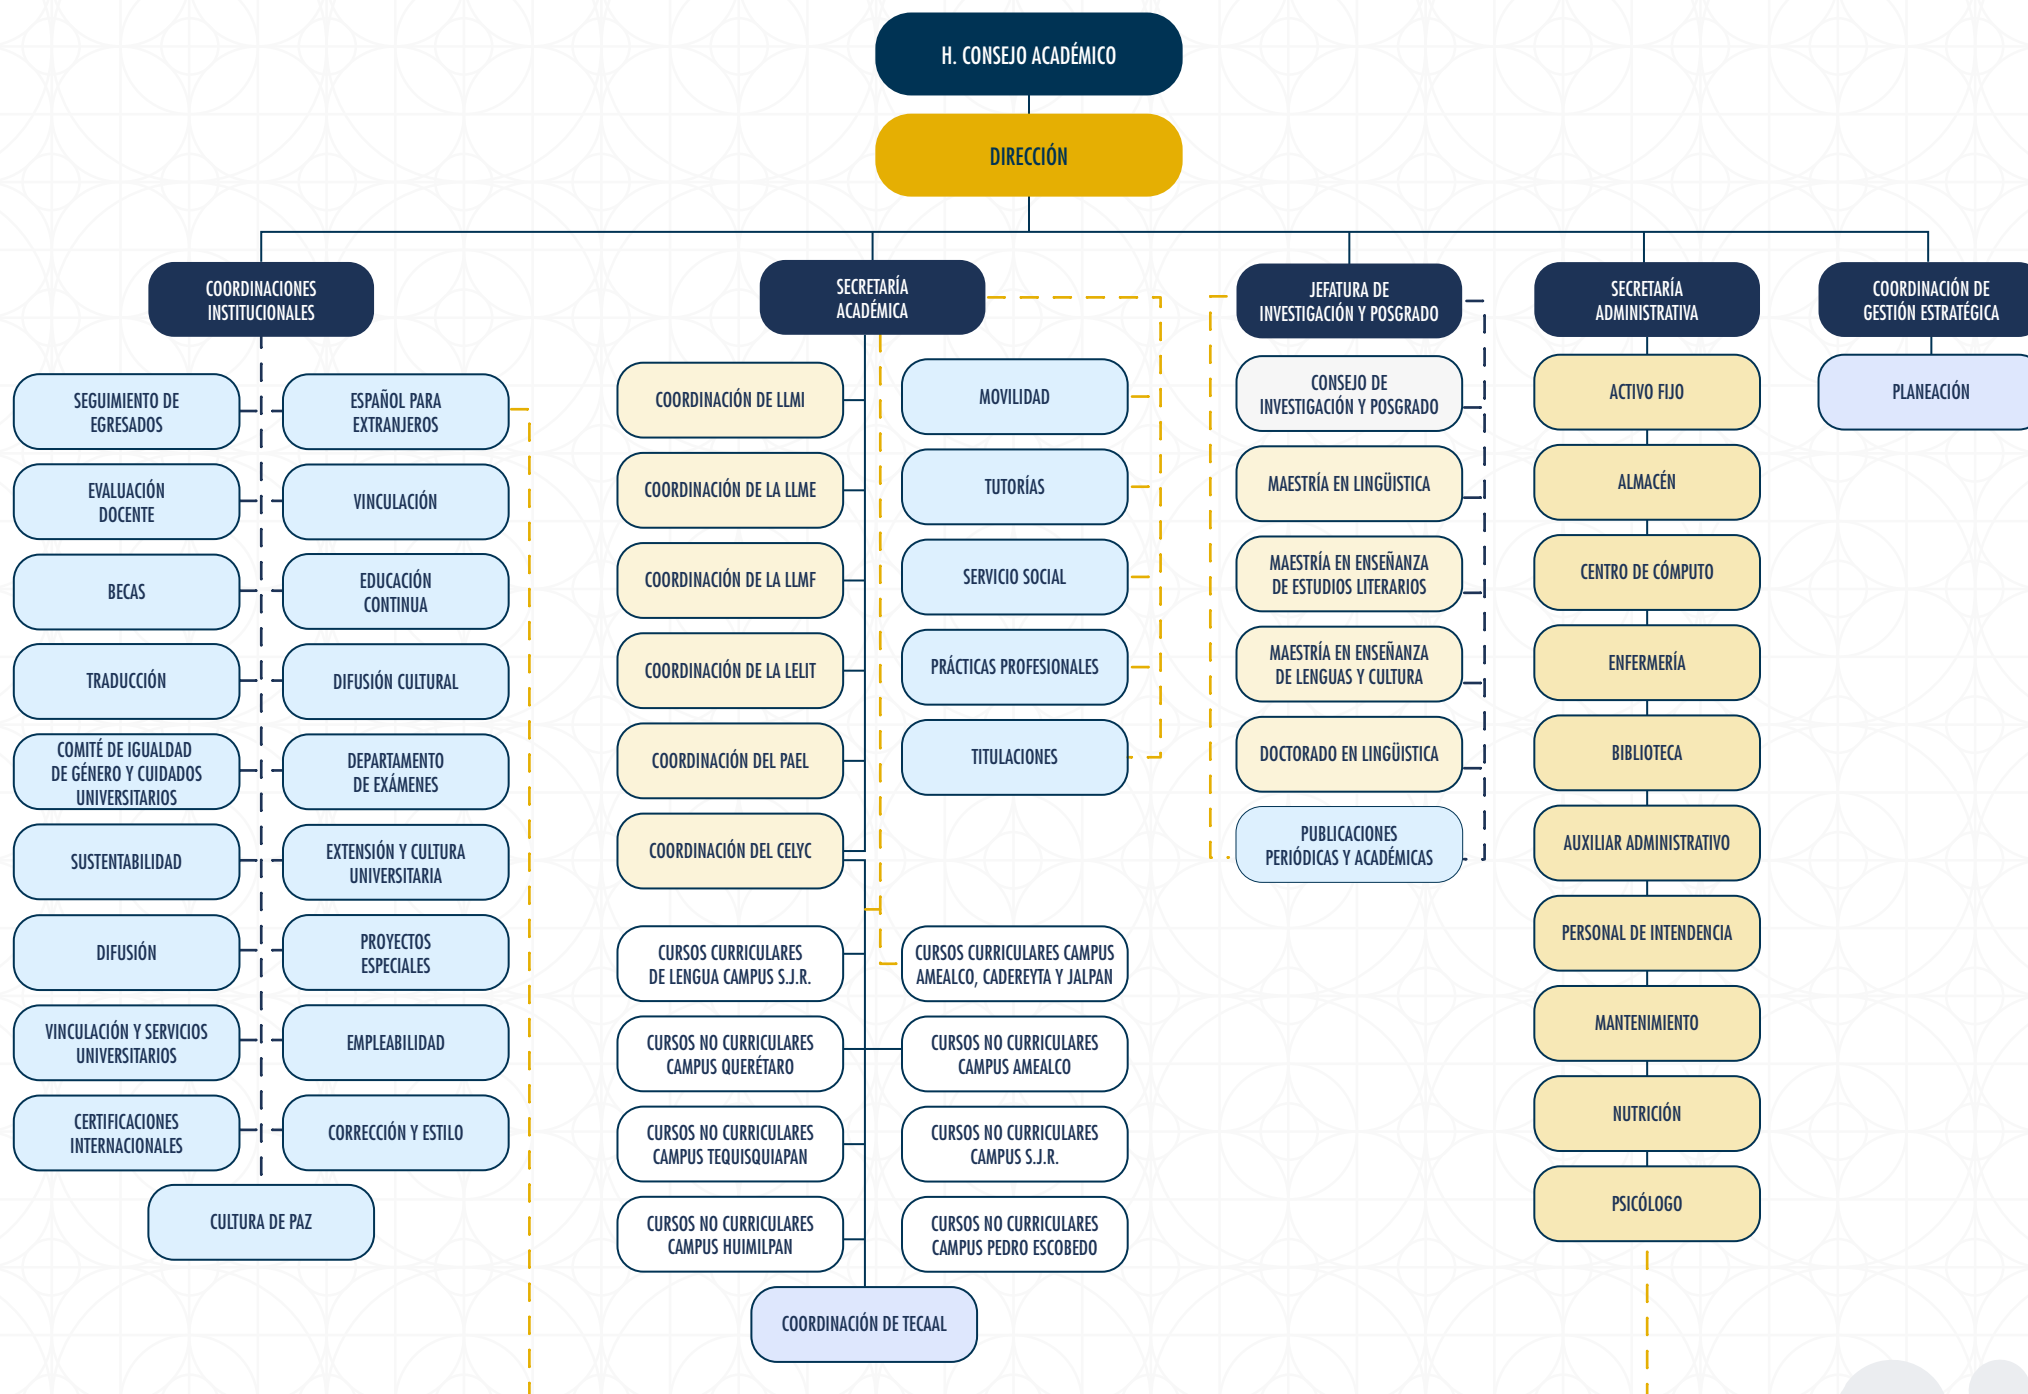 H. CONSEJO ACADÉMICO
DIRECCIÓN
COORDINACIONES
INSTITUCIONALES
SEGUIMIENTO DE
EGRESADOS
ESPAÑOL PARA
EXTRANJEROS
EVALUACIÓN
DOCENTE
VINCULACIÓN
BECAS
EDUCACIÓN
CONTINUA
TRADUCCIÓN
DIFUSIÓN CULTURAL
COMITÉ DE IGUALDAD
DE GÉNERO Y CUIDADOS
UNIVERSITARIOS
DEPARTAMENTO
DE EXÁMENES
SUSTENTABILIDAD
EXTENSIÓN Y CULTURA
UNIVERSITARIA
DIFUSIÓN
PROYECTOS
ESPECIALES
VINCULACIÓN Y SERVICIOS
UNIVERSITARIOS
EMPLEABILIDAD
CERTIFICACIONES
INTERNACIONALES
CORRECCIÓN Y ESTILO
CULTURA DE PAZ
SECRETARÍA
ACADÉMICA
COORDINACIÓN DE LLMI
MOVILIDAD
COORDINACIÓN DE LA LLME
TUTORÍAS
COORDINACIÓN DE LA LLMF
SERVICIO SOCIAL
COORDINACIÓN DE LA LELIT
PRÁCTICAS PROFESIONALES
COORDINACIÓN DEL PAEL
TITULACIONES
COORDINACIÓN DEL CELYC
CURSOS CURRICULARES
DE LENGUA CAMPUS S.J.R.
CURSOS CURRICULARES CAMPUS
AMEALCO, CADEREYTA Y JALPAN
CURSOS NO CURRICULARES
CAMPUS QUERÉTARO
CURSOS NO CURRICULARES
CAMPUS AMEALCO
CURSOS NO CURRICULARES
CAMPUS TEQUISQUIAPAN
CURSOS NO CURRICULARES
CAMPUS S.J.R.
CURSOS NO CURRICULARES
CAMPUS HUIMILPAN
CURSOS NO CURRICULARES
CAMPUS PEDRO ESCOBEDO
COORDINACIÓN DE TECAAL
JEFATURA DE
INVESTIGACIÓN Y POSGRADO
CONSEJO DE
INVESTIGACIÓN Y POSGRADO
MAESTRÍA EN LINGÜISTICA
MAESTRÍA EN ENSEÑANZA
DE ESTUDIOS LITERARIOS
MAESTRÍA EN ENSEÑANZA
DE LENGUAS Y CULTURA
DOCTORADO EN LINGÜISTICA
PUBLICACIONES
PERIÓDICAS Y ACADÉMICAS
SECRETARÍA
ADMINISTRATIVA
ACTIVO FIJO
ALMACÉN
CENTRO DE CÓMPUTO
ENFERMERÍA
BIBLIOTECA
AUXILIAR ADMINISTRATIVO
PERSONAL DE INTENDENCIA
MANTENIMIENTO
NUTRICIÓN
PSICÓLOGO
COORDINACIÓN DE
GESTIÓN ESTRATÉGICA
PLANEACIÓN